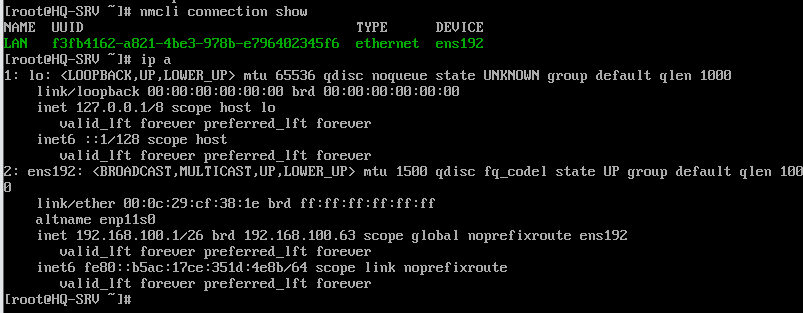 [root@HQ-SRV ~]# nmcli connection show
NAME  UUID                                  TYPE      DEVICE
LAN   f3fb4162-a821-4be3-978b-e796402345f6  ethernet  ens192
[root@HQ-SRV ~]# ip a
1: lo: <LOOPBACK,UP,LOWER_UP> mtu 65536 qdisc noqueue state UNKNOWN group default qlen 1000
    link/loopback 00:00:00:00:00:00 brd 00:00:00:00:00:00
    inet 127.0.0.1/8 scope host lo
       valid_lft forever preferred_lft forever
    inet6 ::1/128 scope host
       valid_lft forever preferred_lft forever
2: ens192: <BROADCAST,MULTICAST,UP,LOWER_UP> mtu 1500 qdisc fq_codel state UP group default qlen 100
0
    link/ether 00:0c:29:cf:38:1e brd ff:ff:ff:ff:ff:ff
    altname enp11s0
    inet 192.168.100.1/26 brd 192.168.100.63 scope global noprefixroute ens192
       valid_lft forever preferred_lft forever
    inet6 fe80::b5ac:17ce:351d:4e8b/64 scope link noprefixroute
       valid_lft forever preferred_lft forever
[root@HQ-SRV ~]#